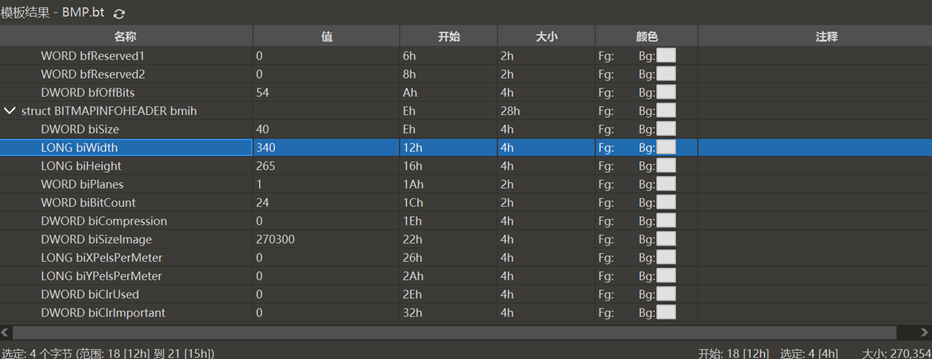 模板结果 - BMP.bt
名称 值 开始 大小 颜色 注释
WORD bfReserved1 0 6h 2h Fg: Bg:
WORD bfReserved2 0 8h 2h Fg: Bg:
DWORD bfOffBits 54 Ah 4h Fg: Bg:
struct BITMAPINFOHEADER bmih Eh 28h Fg: Bg:
DWORD biSize 40 Eh 4h Fg: Bg:
LONG biWidth 340 12h 4h Fg: Bg:
LONG biHeight 265 16h 4h Fg: Bg:
WORD biPlanes 1 1Ah 2h Fg: Bg:
WORD biBitCount 24 1Ch 2h Fg: Bg:
DWORD biCompression 0 1Eh 4h Fg: Bg:
DWORD biSizeImage 270300 22h 4h Fg: Bg:
LONG biXPelsPerMeter 0 26h 4h Fg: Bg:
LONG biYPelsPerMeter 0 2Ah 4h Fg: Bg:
DWORD biClrUsed 0 2Eh 4h Fg: Bg:
DWORD biClrImportant 0 32h 4h Fg: Bg:
选定: 4 个字节 (范围: 18 [12h] 到 21 [15h]) 开始: 18 [12h] 选定: 4 [4h] 大小: 270,354